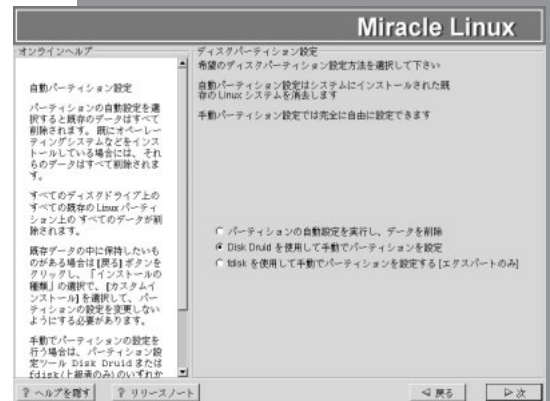 Miracle Linux
オンラインヘルプ
自動パーティション設定
パーティションの自動設定を選
択すると既存のデータはすべて
削除されます。既にオペレー
ティングシステムなどをインス
トールしている場合には、それ
らのデータはすべて削除されま
す。
すべてのディスクドライブ上の
すべての既存の Linux パーティ
ション上の すべてのデータが削
除されます。
既存データの中に保持したいも
のがある場合は [戻る] ボタンを
クリックし、「インストールの
種類」の選択で、[カスタムイ
ンストール] を選択して、パー
ティションの設定を変更しない
ようにする必要があります。
手動でパーティションの設定を
行う場合は、パーティション設
定ツール Disk Druid または
fdisk(上級者のみ)のいずれか
ディスクパーティション設定
希望のディスクパーティション設定方法を選択して下さい
自動パーティション設定はシステムにインストールされた既
存の Linux システムを消去します
手動パーティション設定では完全に自由に設定できます
パーティションの自動設定を実行し、データを削除
Disk Druid を使用して手動でパーティションを設定
fdisk を使用して手動でパーティションを設定する [エクスパートのみ]
? ヘルプを隠す
? リリースノート
戻る
次